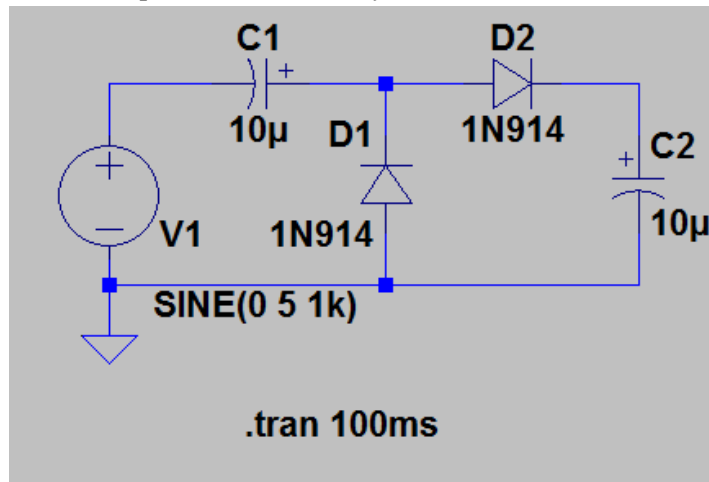 C1
D2
+
10µ
D1
1N914
+
C2
+
10µ
−
V1
1N914
SINE(0 5 1k)
.tran 100ms